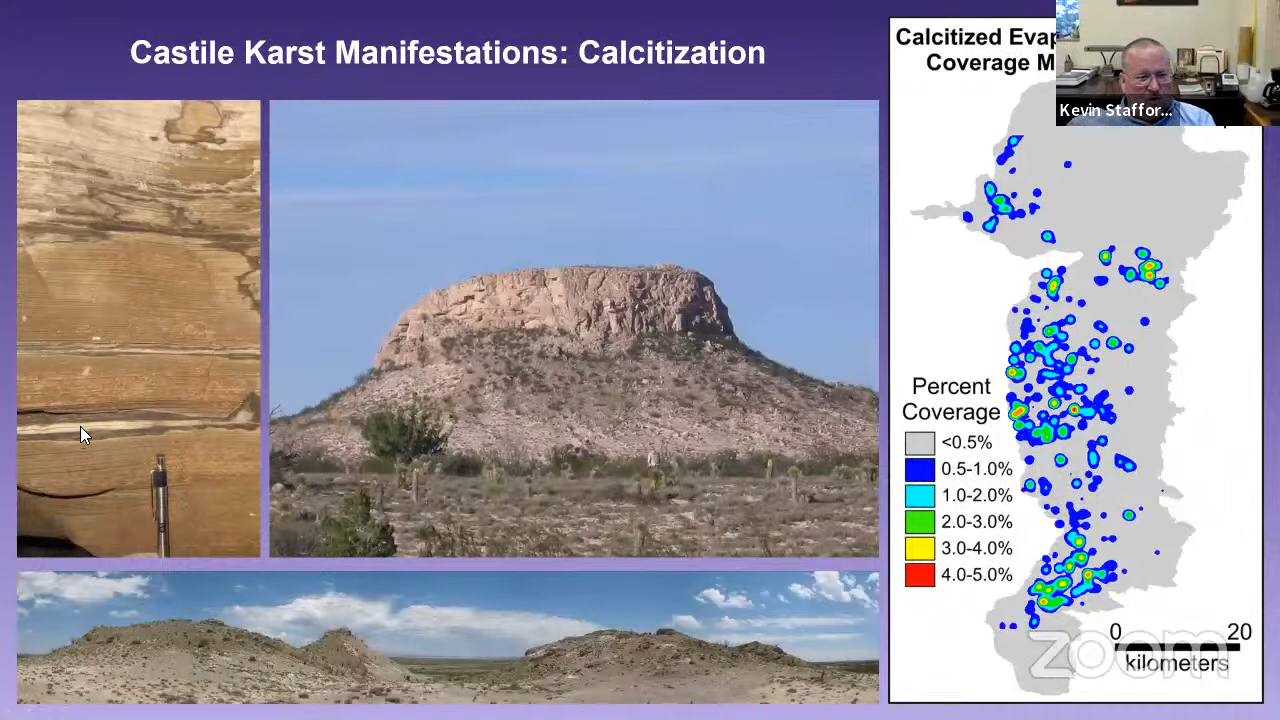 Castile Karst Manifestations: Calcitization
Calcitized
Coverage
Kevin Staffor...
Percent
Coverage
<0.5%
0.5-1.0%
1.0-2.0%
2.0-3.0%
3.0-4.0%
4.0-5.0%
0 20
kilometers
zoom